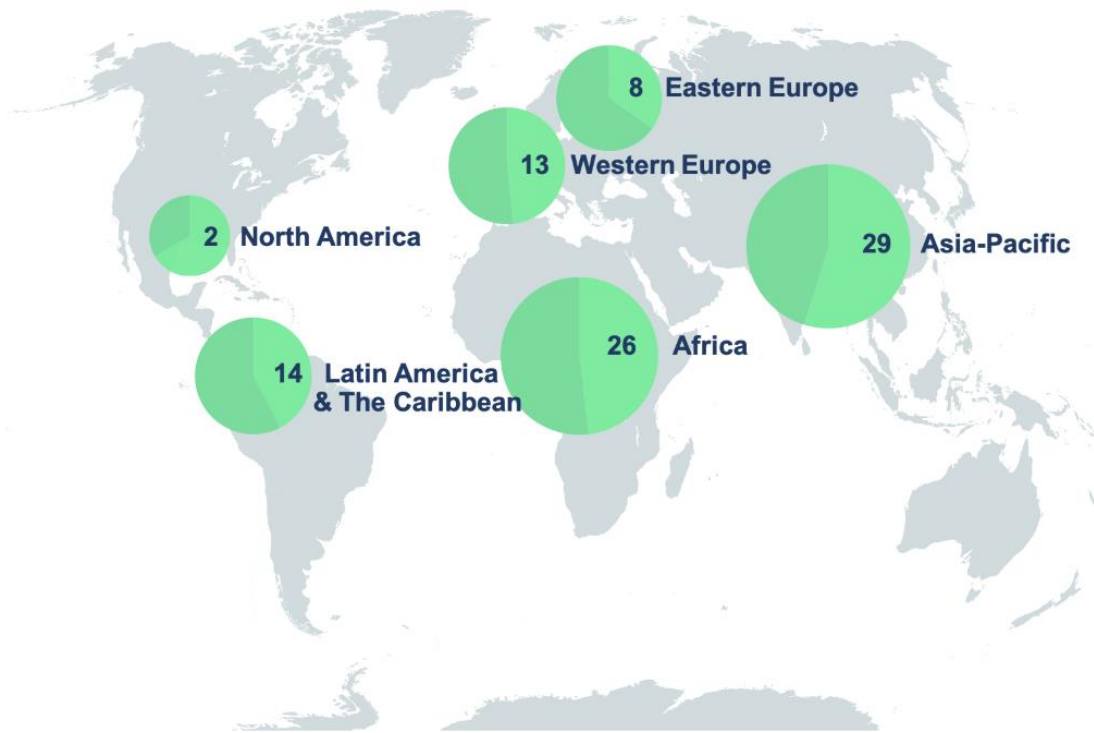 8 Eastern Europe
13 Western Europe
2 North America
29 Asia-Pacific
26 Africa
14 Latin America
& The Caribbean